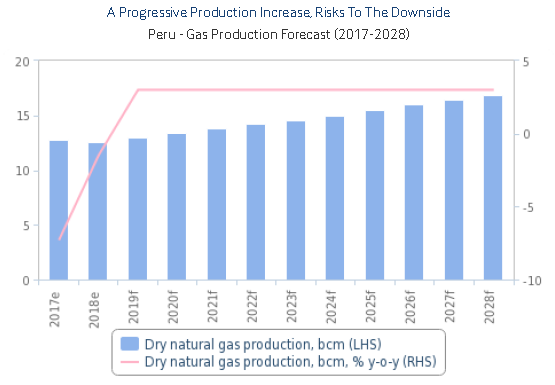 A Progressive Production Increase, Risks To The Downside
Peru - Gas Production Forecast (2017-2028)
20
15
10
5
0
5
0
-5
-10
2017e
2018e
2019f
2020f
2021f
2022f
2023f
2024f
2025f
2026f
2027f
2028f
Dry natural gas production, bcm (LHS)
Dry natural gas production, bcm, % y-o-y (RHS)